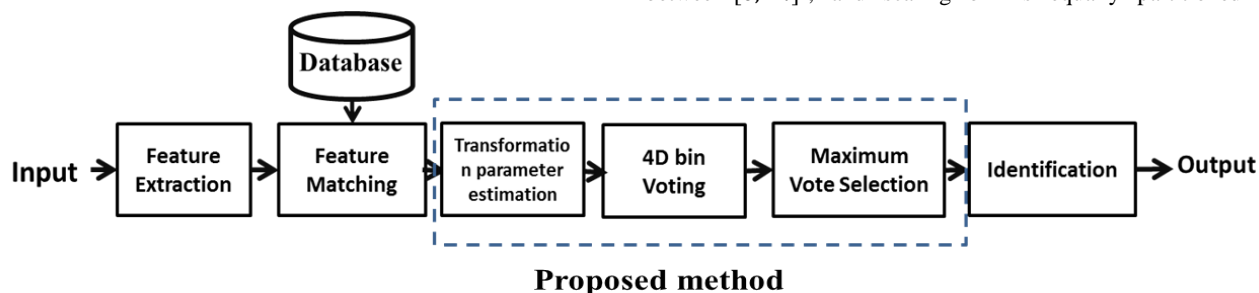 Database
Input
Feature
Extraction
Feature
Matching
Transformatio
n parameter
estimation
4D bin
Voting
Maximum
Vote Selection
Identification
Output
Proposed method